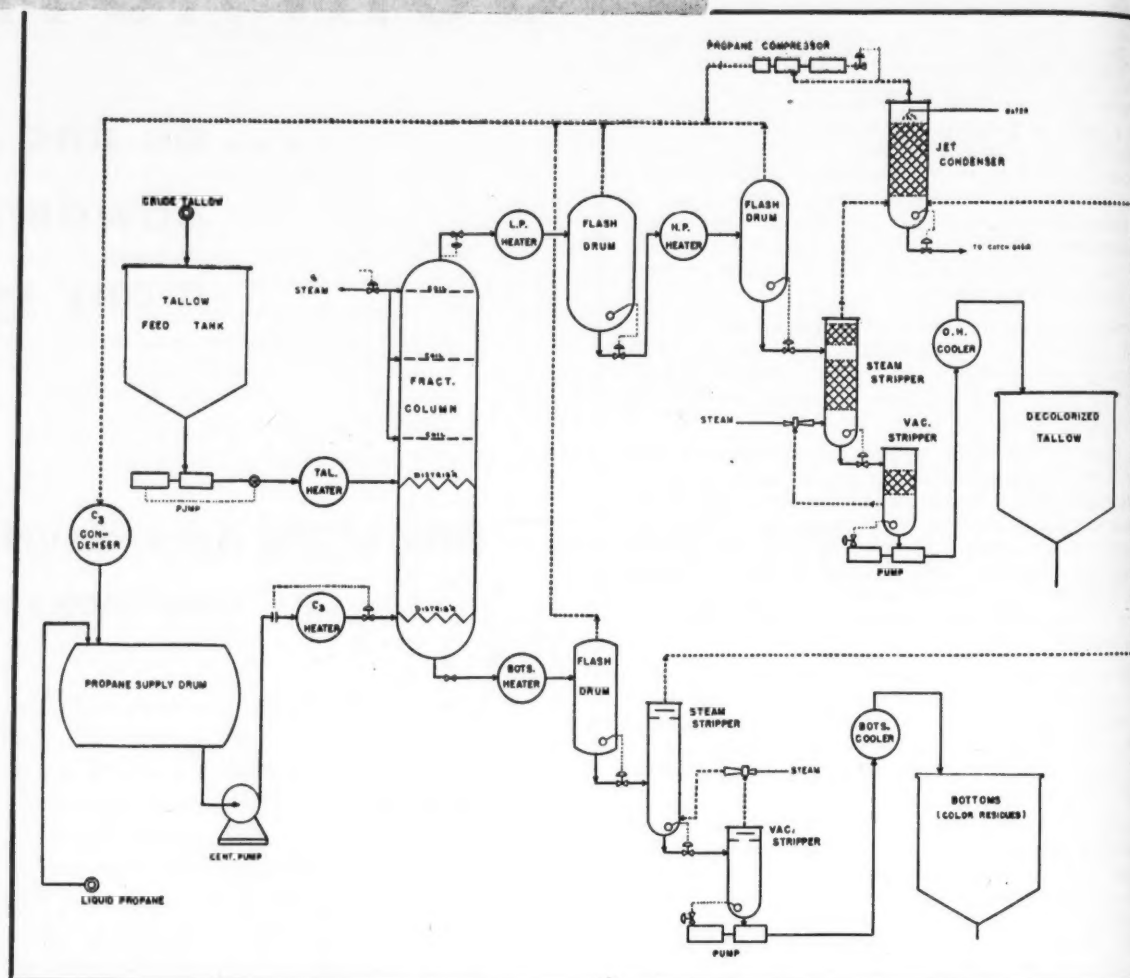 PROPANE COMPRESSOR
WATER
JET
CONDENSER
TO CATCH BASIN
CRUDE TALLOW
TALLOW
FEED TANK
PUMP
TAL.
HEATER
STEAM
COIL
COIL
FRACT.
COLUMN
COIL
DISTRIB
DISTRIB
L.P.
HEATER
FLASH
DRUM
H.P.
HEATER
FLASH
DRUM
STEAM
STRIPPER
STEAM
VAC.
STRIPPER
PUMP
O.H.
COOLER
DECOLORIZED
TALLOW
C3
CON-
DENSER
PROPANE SUPPLY DRUM
LIQUID PROPANE
CENT. PUMP
C3
HEATER
BOTS.
HEATER
FLASH
DRUM
STEAM
STRIPPER
STEAM
VAC.
STRIPPER
PUMP
BOTS.
COOLER
BOTTOMS
(COLOR RESIDUES)